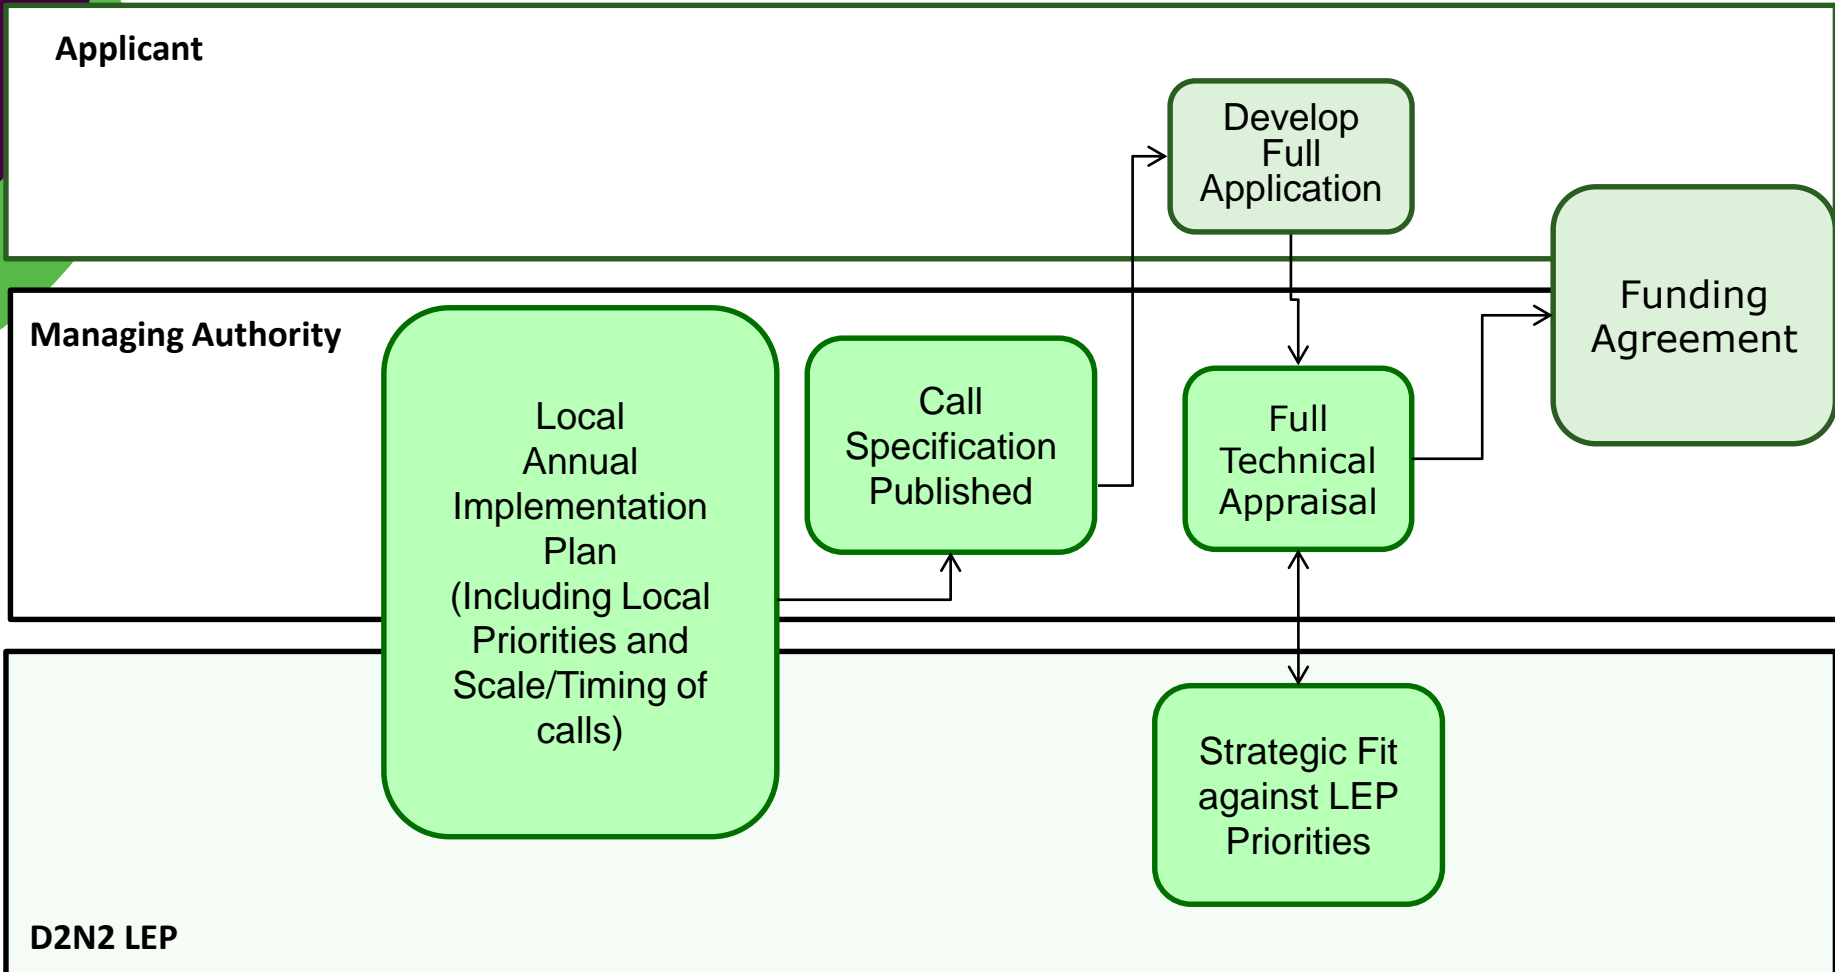 Applicant
Develop
Full
Application
Funding
Agreement
Managing Authority
Local
Annual
Implementation
Plan
(Including Local
Priorities and
Scale/Timing of
calls)
Call
Specification
Published
Full
Technical
Appraisal
Strategic Fit
against LEP
Priorities
D2N2 LEP